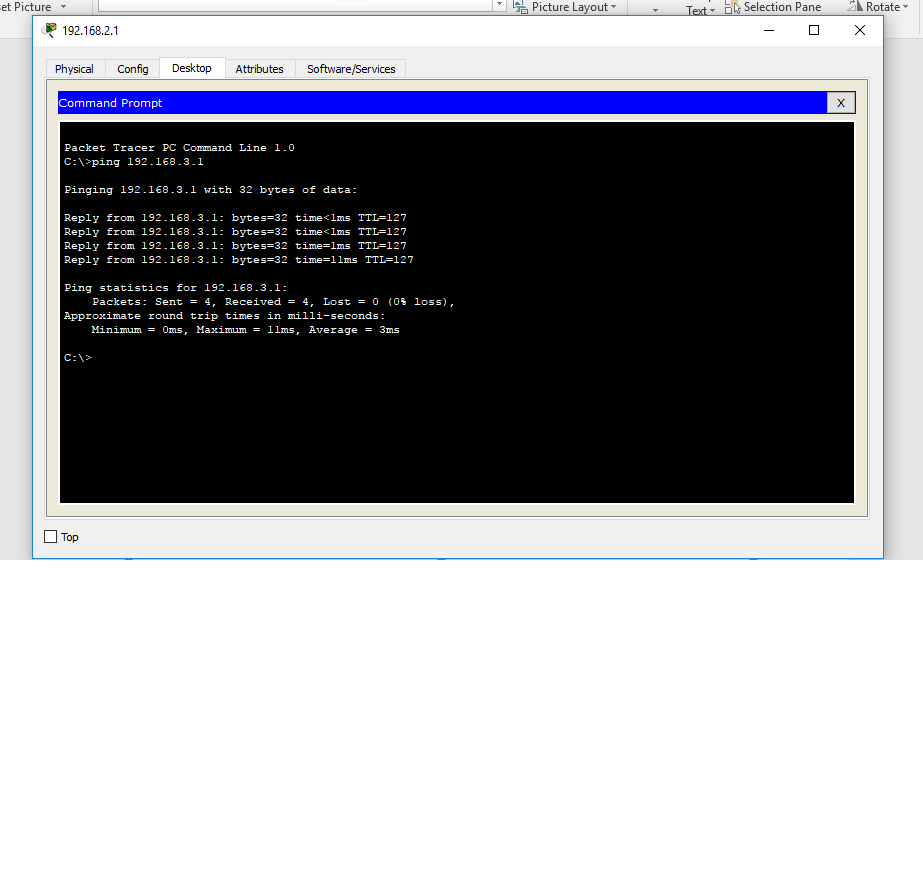 et Picture
Picture Layout
Text
Selection Pane
Rotate
192.168.2.1
Physical Config Desktop Attributes Software/Services
Command Prompt
X
Packet Tracer PC Command Line 1.0
C:\>ping 192.168.3.1
Pinging 192.168.3.1 with 32 bytes of data:
Reply from 192.168.3.1: bytes=32 time<1ms TTL=127
Reply from 192.168.3.1: bytes=32 time<1ms TTL=127
Reply from 192.168.3.1: bytes=32 time=1ms TTL=127
Reply from 192.168.3.1: bytes=32 time=11ms TTL=127
Ping statistics for 192.168.3.1:
Packets: Sent = 4, Received = 4, Lost = 0 (0% loss),
Approximate round trip times in milli-seconds:
Minimum = 0ms, Maximum = 11ms, Average = 3ms
C:\>
Top